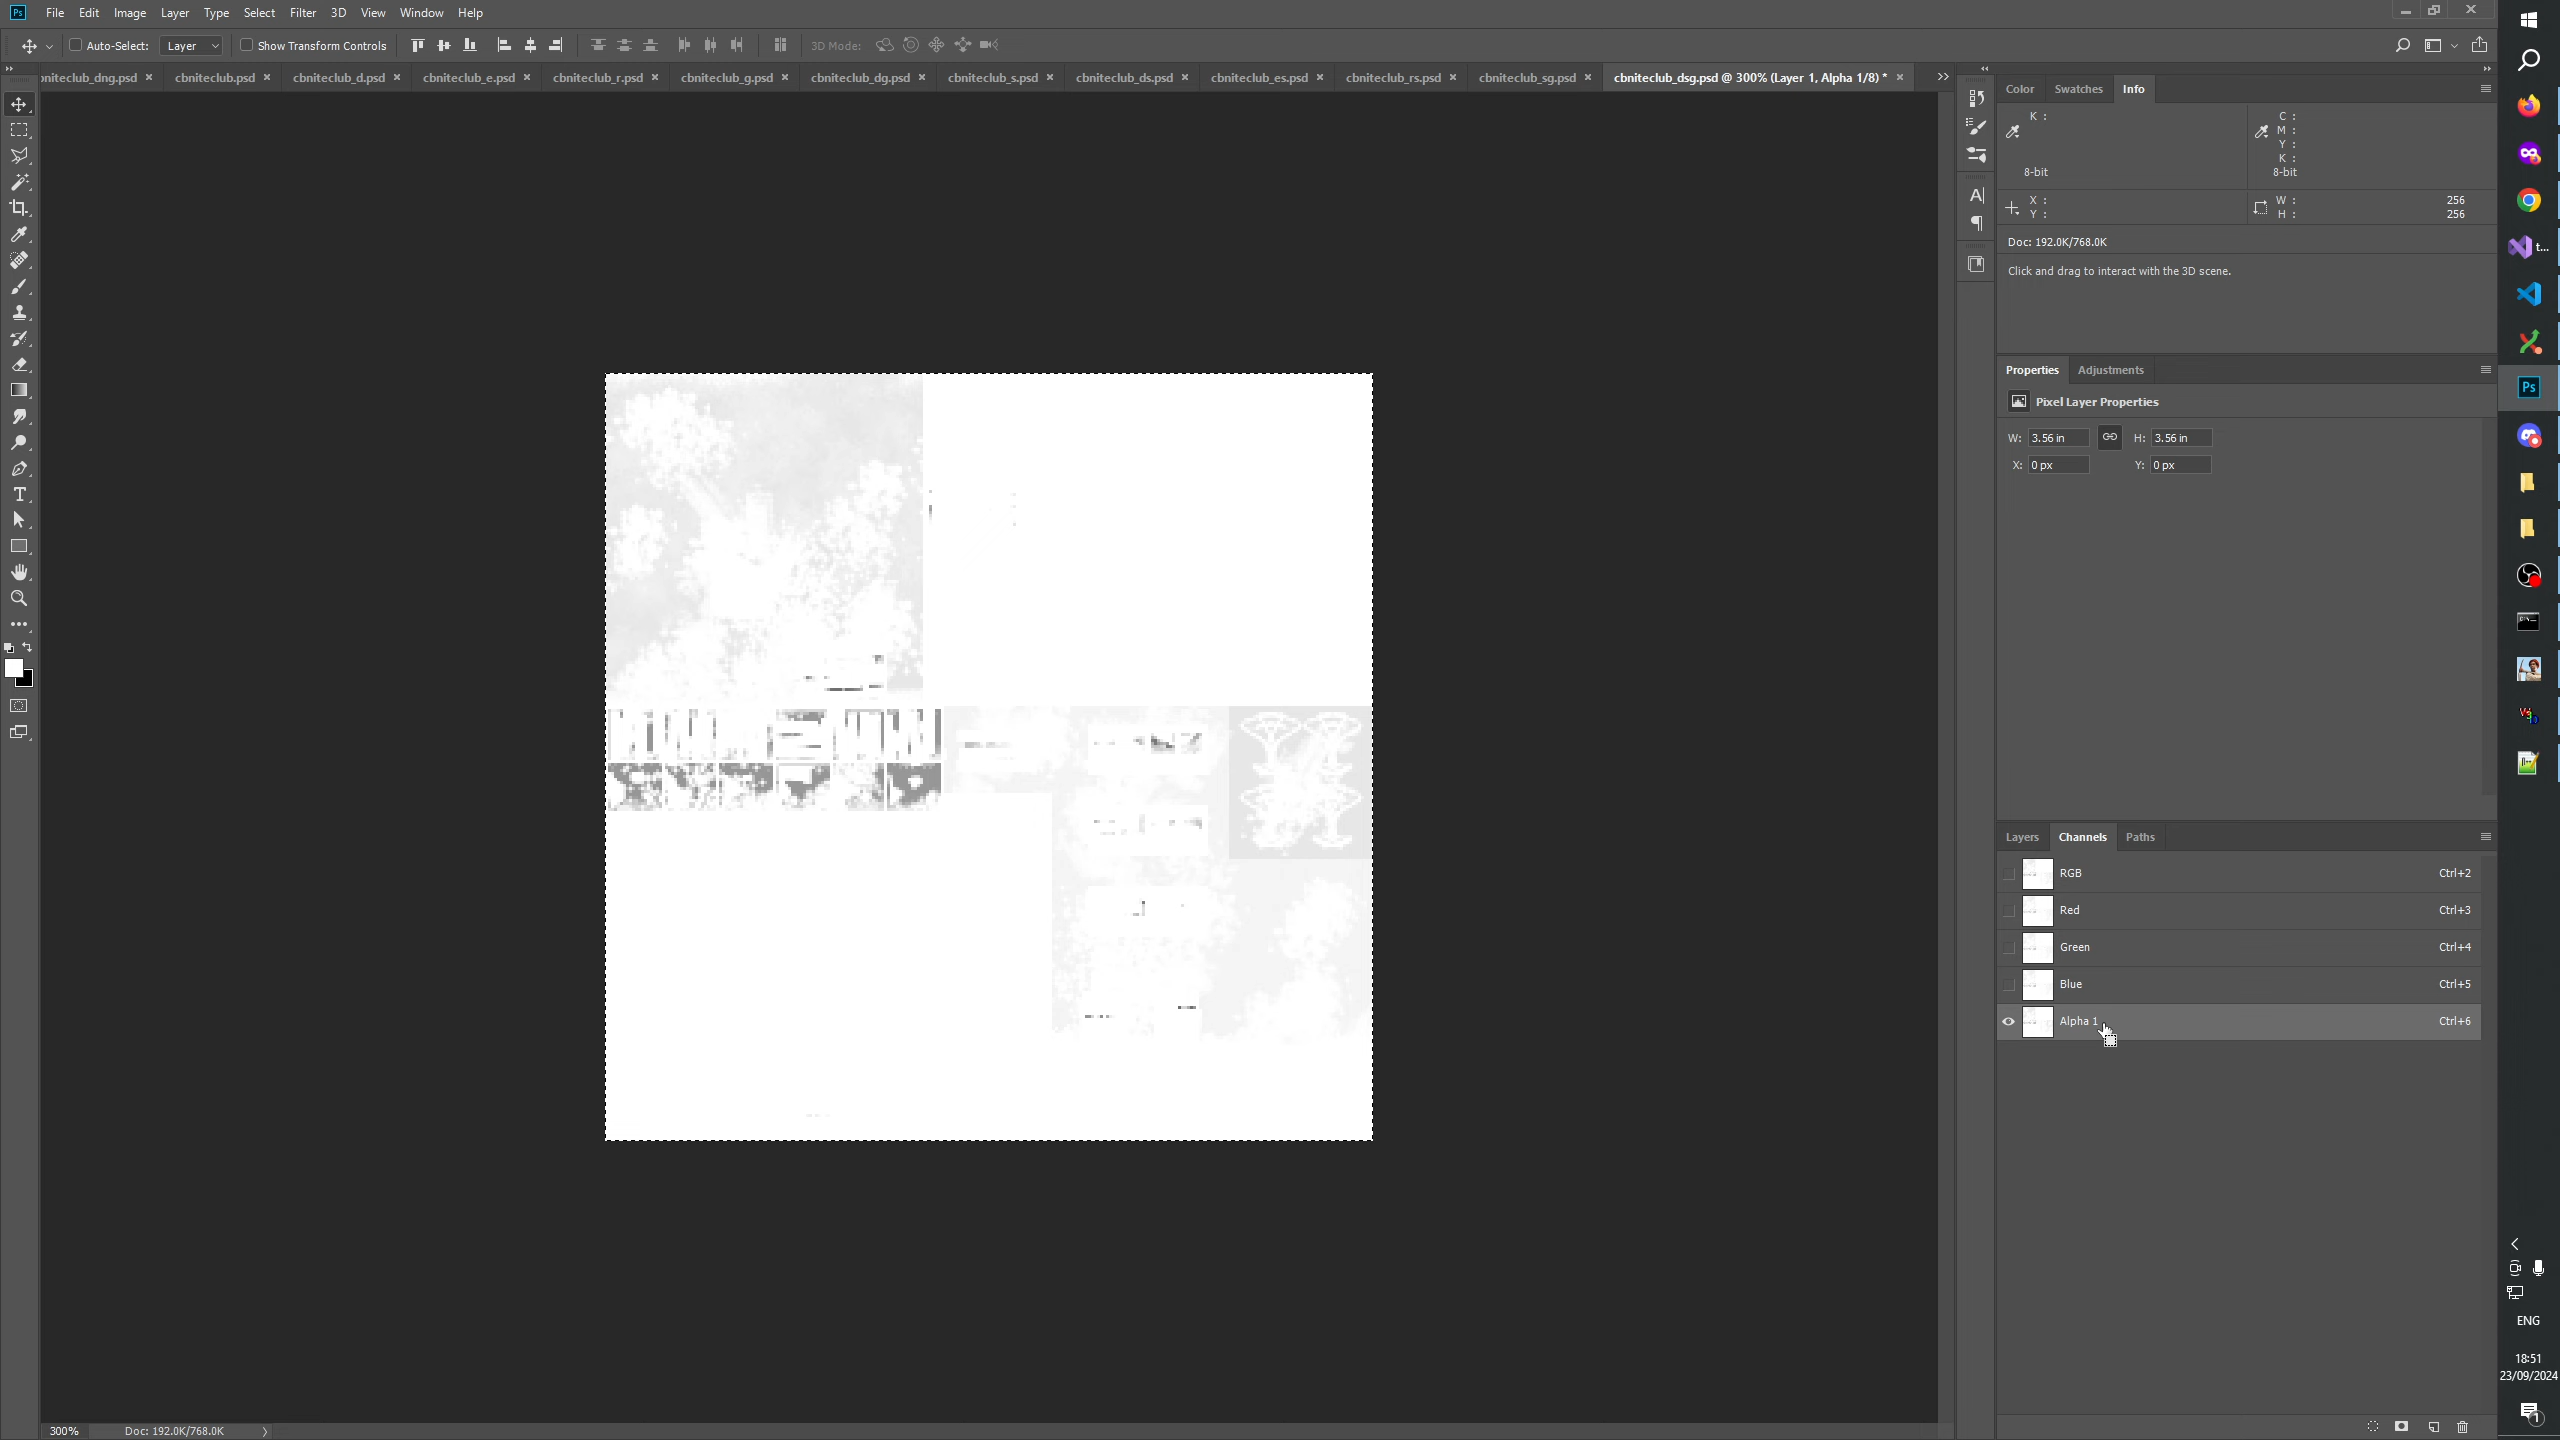 Ps File Edit Image Layer Type Select Filter 3D View Window Help
Auto-Select: Layer Show Transform Controls 3D Mode:
bniteclub_dng.psd × cbniteclub.psd × cbniteclub_d.psd × cbniteclub_e.psd × cbniteclub_r.psd × cbniteclub_g.psd × cbniteclub_dg.psd × cbniteclub_s.psd × cbniteclub_ds.psd × cbniteclub_es.psd × cbniteclub_rs.psd × cbniteclub_sg.psd × cbniteclub_dsg.psd @ 300% (Layer 1, Alpha 1/8) * ×
Color Swatches Info
K :
8-bit
C :
M :
Y :
K :
8-bit
X :
Y :
W : 256
H : 256
Doc: 192.0K/768.0K
Click and drag to interact with the 3D scene.
Properties Adjustments
Pixel Layer Properties
W: 3.56 in H: 3.56 in
X: 0 px Y: 0 px
Layers Channels Paths
RGB Ctrl+2
Red Ctrl+3
Green Ctrl+4
Blue Ctrl+5
Alpha 1 Ctrl+6
300% Doc: 192.0K/768.0K
t...
Ps
ENG
18:51
23/09/2024
1